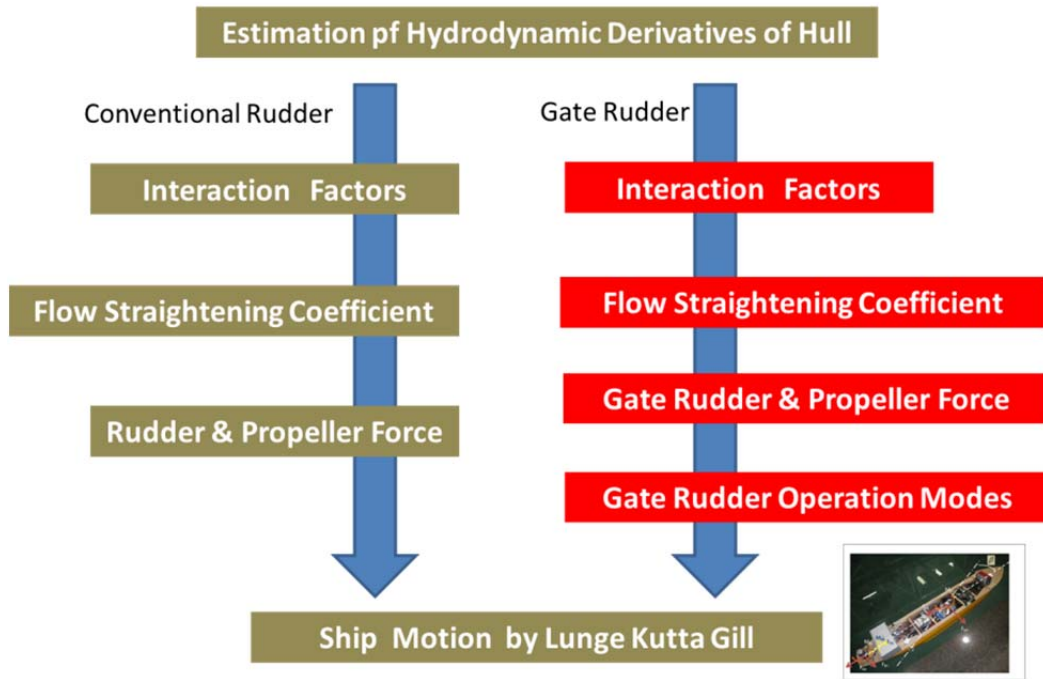 Estimation pf Hydrodynamic Derivatives of Hull
Conventional Rudder
Gate Rudder
Interaction Factors
Interaction Factors
Flow Straightening Coefficient
Flow Straightening Coefficient
Rudder & Propeller Force
Gate Rudder & Propeller Force
Gate Rudder Operation Modes
Ship Motion by Lunge Kutta Gill